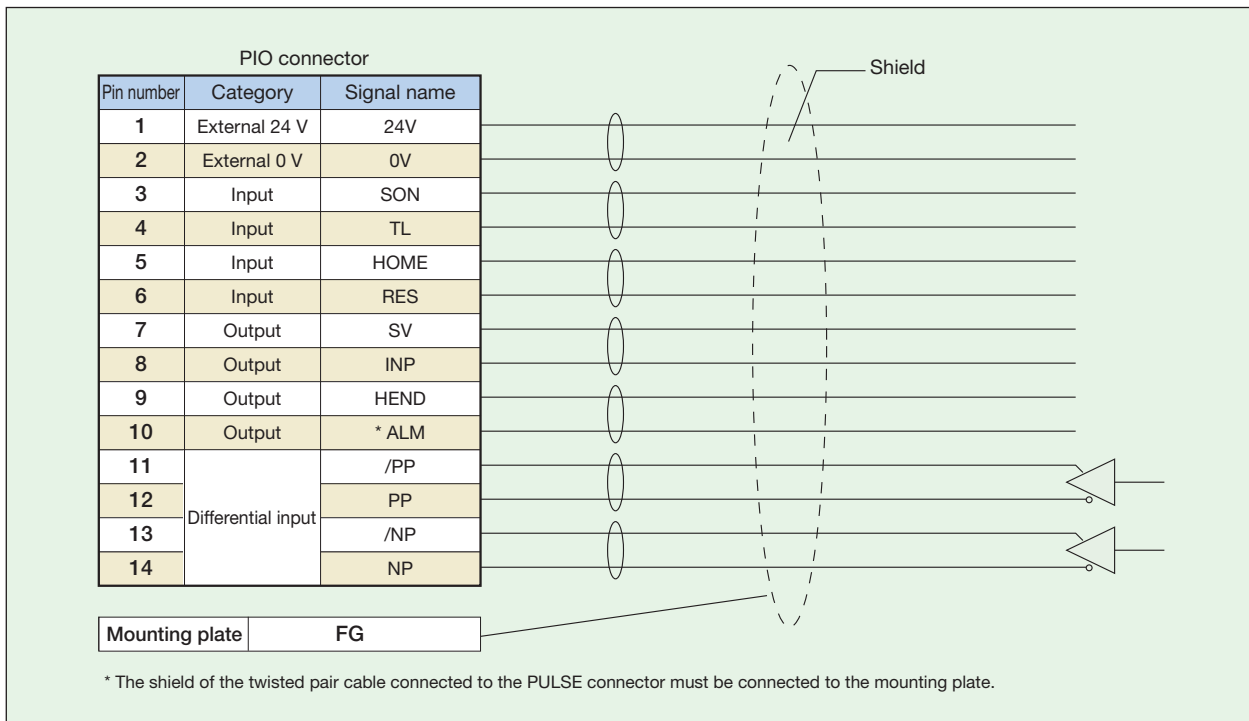 PIO connector
Shield
Pin number Category Signal name
1 External 24 V 24V
2 External 0 V 0V
3 Input SON
4 Input TL
5 Input HOME
6 Input RES
7 Output SV
8 Output INP
9 Output HEND
10 Output * ALM
11 Differential input /PP
12 PP
13 /NP
14 NP
Mounting plate FG
* The shield of the twisted pair cable connected to the PULSE connector must be connected to the mounting plate.